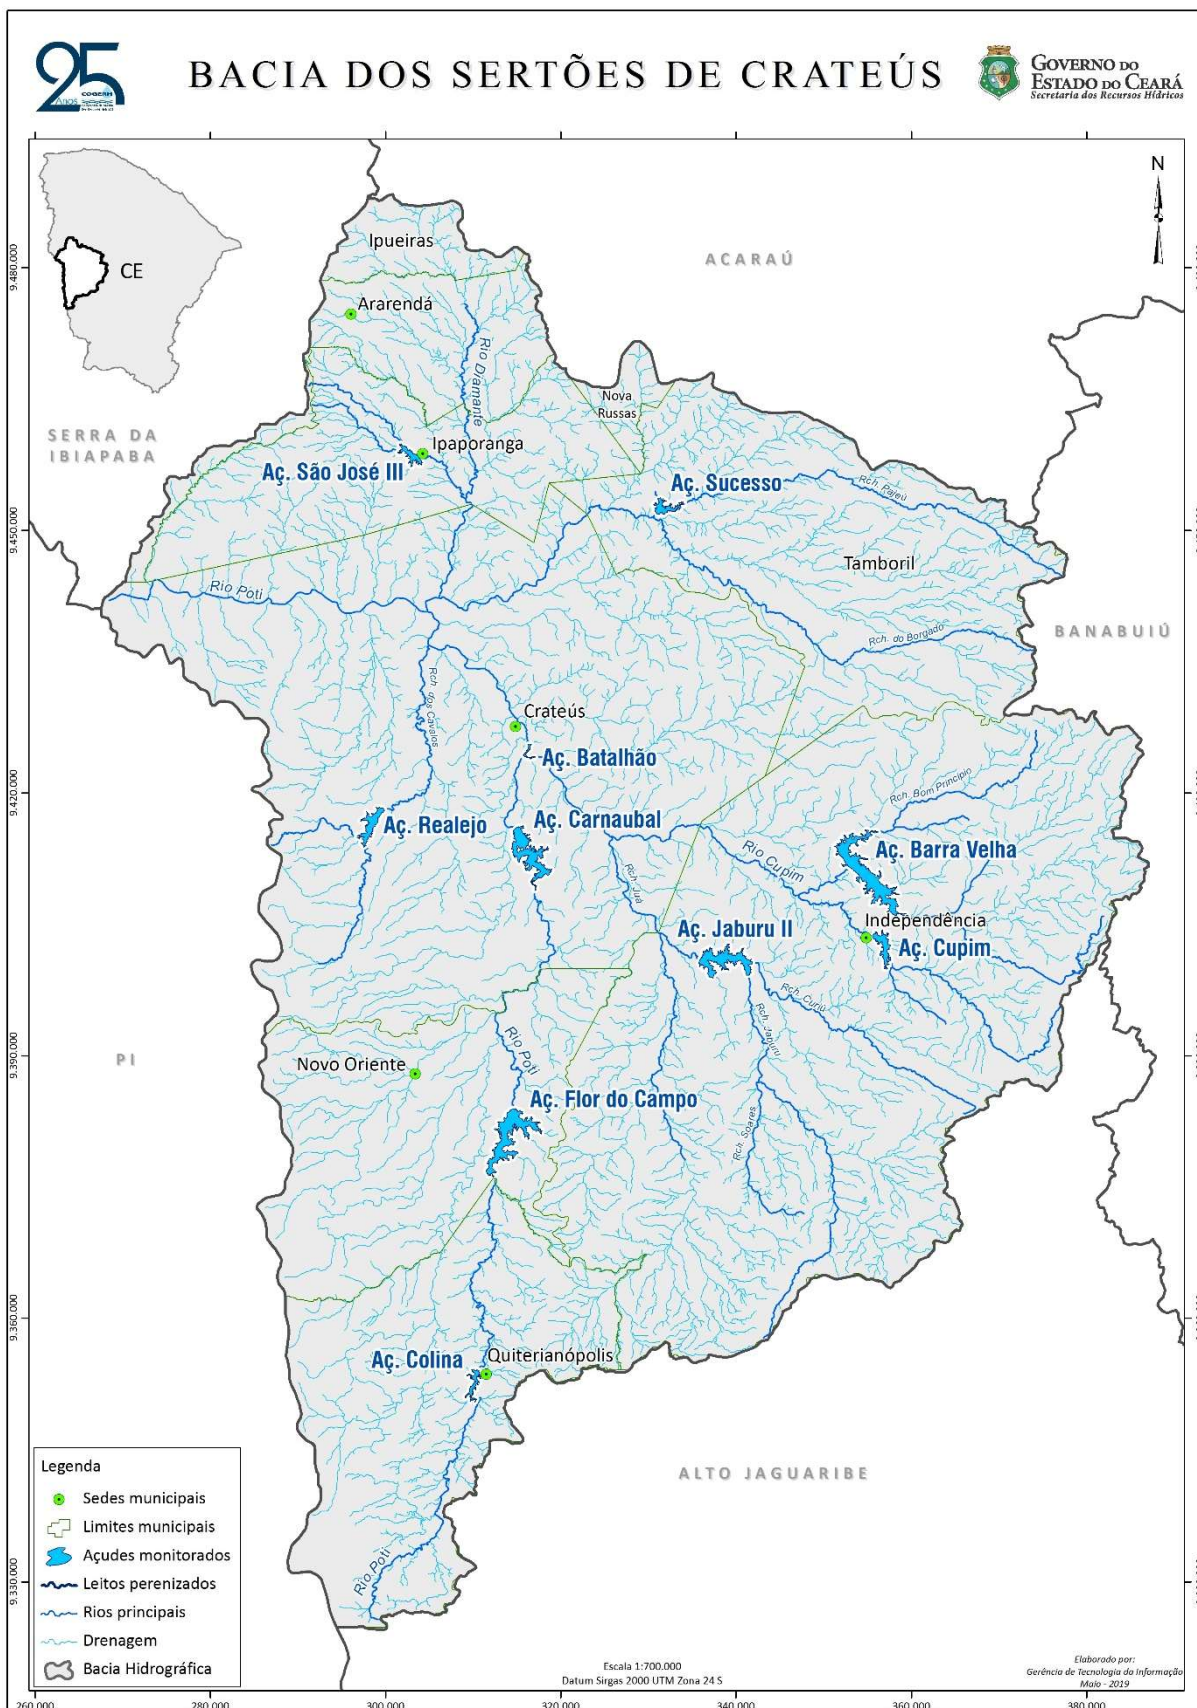 25
Anos
COGERH
BACIA DOS SERTÕES DE CRATEÚS
GOVERNO DO
ESTADO DO CEARÁ
Secretaria dos Recursos Hídricos
N
CE
ACARAÚ
Ipueiras
9.480.000
Ararendá
Rio Diamante
Nova
Russas
SERRA DA
IBIAPABA
Ipaporanga
Aç. São José III
Aç. Sucesso
Rch. Pajeú
9.450.000
Tamboril
Rio Poti
Rch. do Borgado
BANABUIÚ
Rch. dos Cavalos
Crateús
Aç. Batalhão
Rch. Bom Princípio
9.420.000
Aç. Realejo
Aç. Carnaubal
Rio Cupim
Aç. Barra Velha
Rch. Juá
Independência
Aç. Jaburu II
Aç. Cupim
Rch. Curiú
Rch. Jaburu
Rio Poti
9.390.000
PI
Novo Oriente
Aç. Flor do Campo
Rch. Soares
9.360.000
Aç. Colina
Quiterianópolis
ALTO JAGUARIBE
Rio Poti
9.330.000
Legenda
Sedes municipais
Limites municipais
Açudes monitorados
Leitos perenizados
Rios principais
Drenagem
Bacia Hidrográfica
Escala 1:700.000
Datum Sirgas 2000 UTM Zona 24 S
Elaborado por:
Gerência de Tecnologia da Informação
Maio - 2019
260.000 280.000 300.000 320.000 340.000 360.000 380.000